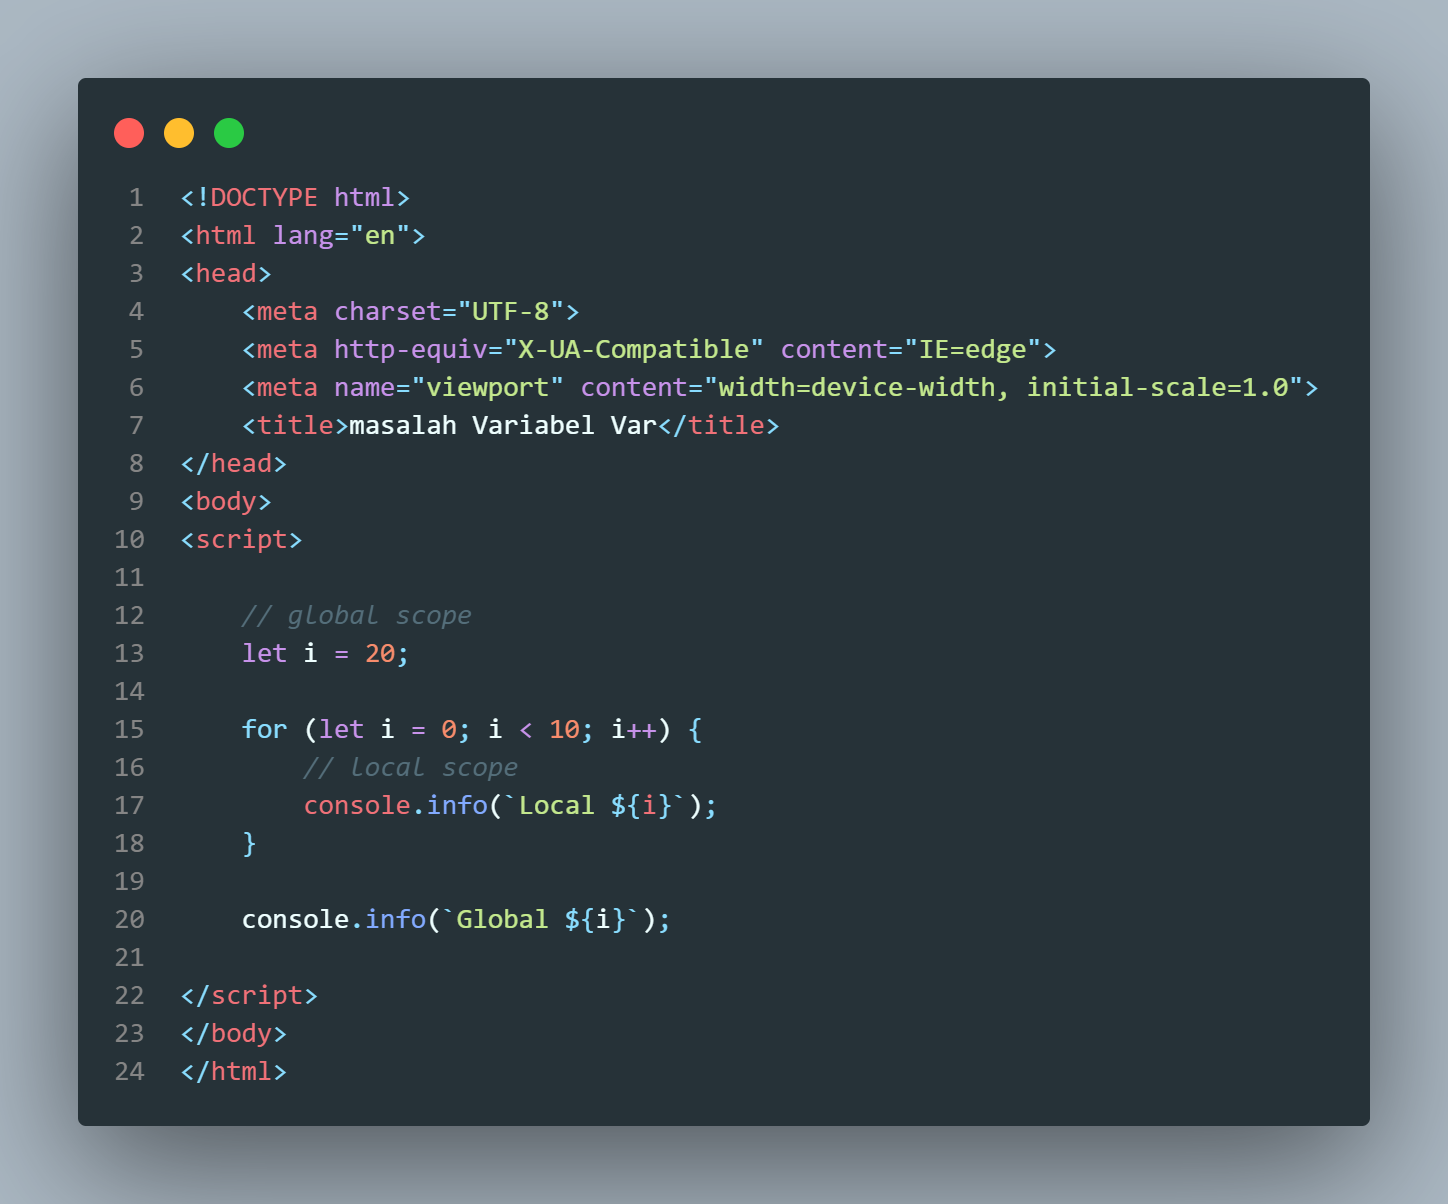 1 <!DOCTYPE html>
2 <html lang="en">
3 <head>
4     <meta charset="UTF-8">
5     <meta http-equiv="X-UA-Compatible" content="IE=edge">
6     <meta name="viewport" content="width=device-width, initial-scale=1.0">
7     <title>masalah Variabel Var</title>
8 </head>
9 <body>
10 <script>
11
12     // global scope
13     let i = 20;
14
15     for (let i = 0; i < 10; i++) {
16         // local scope
17         console.info(`Local ${i}`);
18     }
19
20     console.info(`Global ${i}`);
21
22 </script>
23 </body>
24 </html>